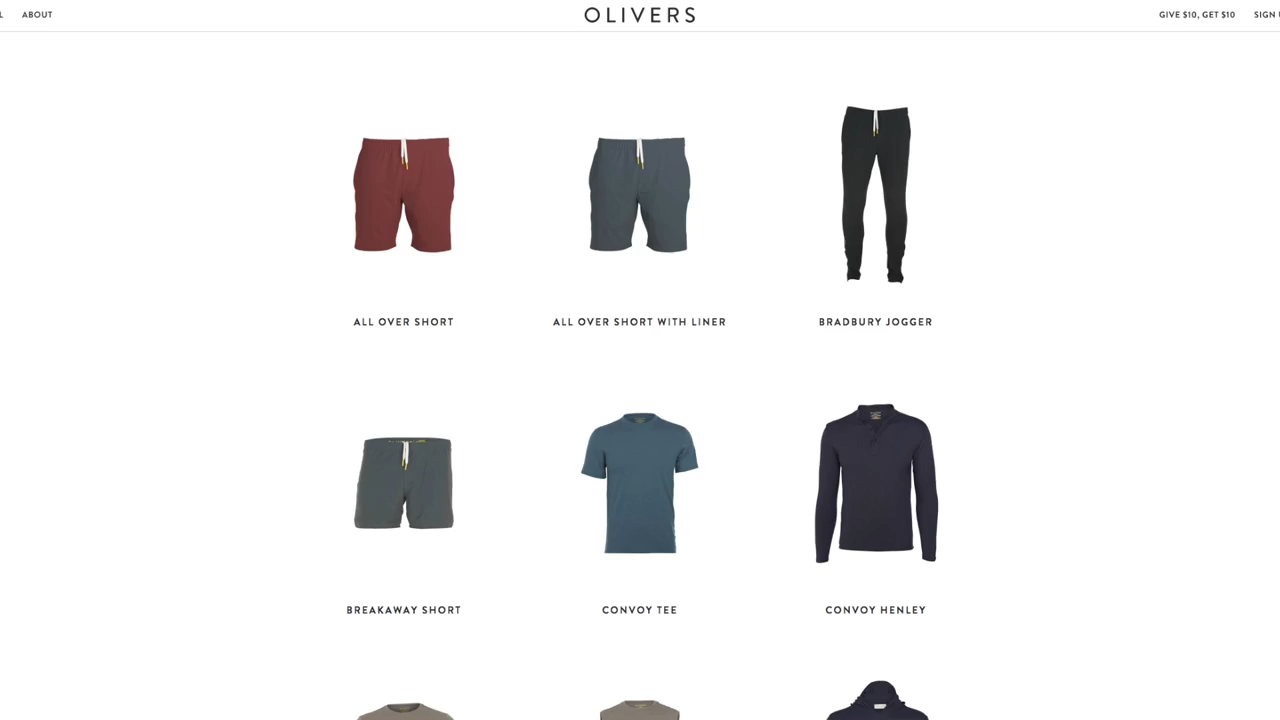 L
ABOUT
OLIVERS
GIVE $10, GET $10
SIGN
ALL OVER SHORT
ALL OVER SHORT WITH LINER
BRADBURY JOGGER
BREAKAWAY SHORT
CONVOY TEE
CONVOY HENLEY